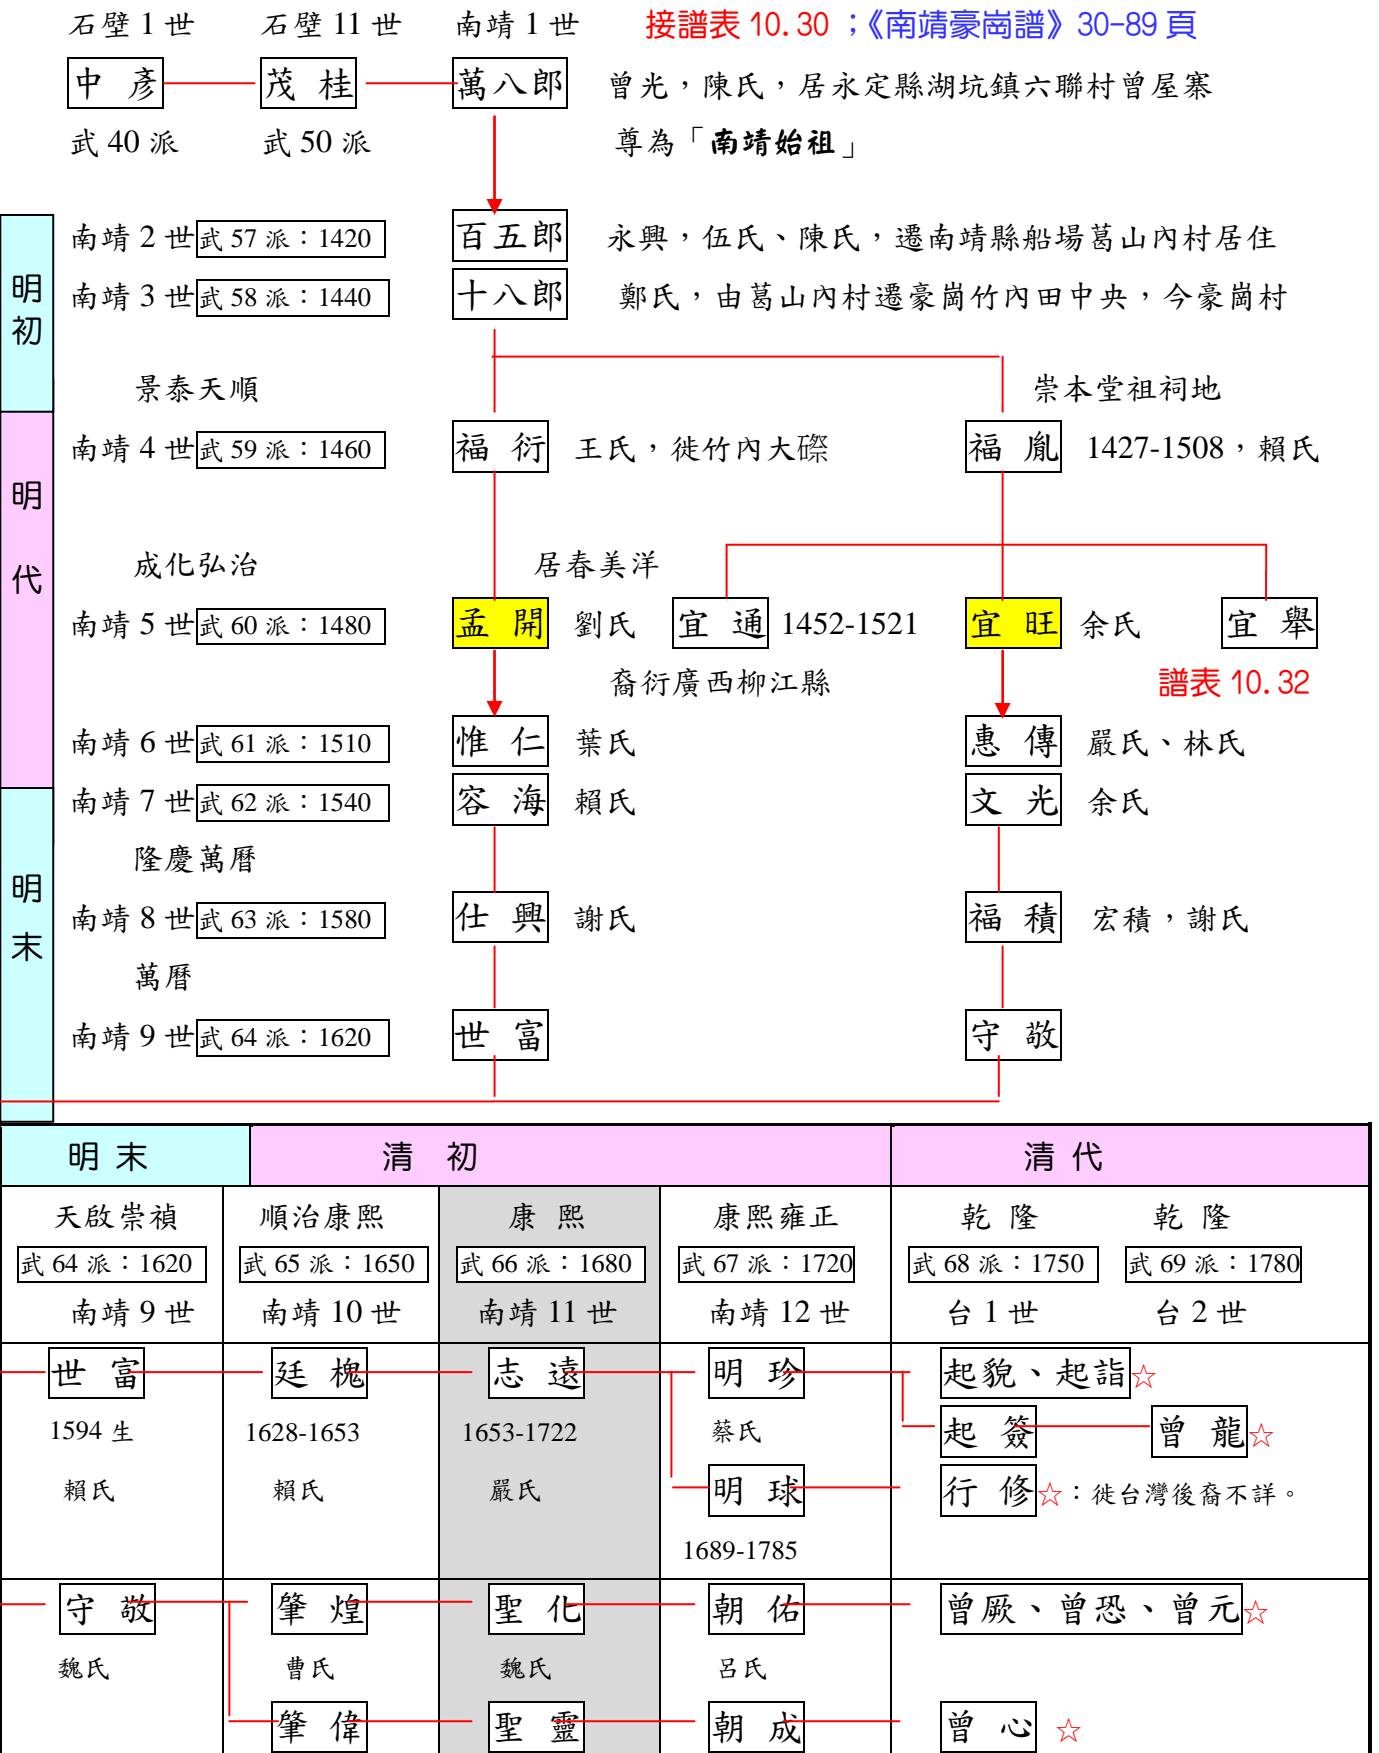 石壁 1 世 石壁 11 世 南靖 1 世 接譜表 10.30；《南靖豪崗譜》30-89 頁
中 彥 茂 桂 萬八郎 曾光，陳氏，居永定縣湖坑鎮六聯村曾屋寨
武 40 派 武 50 派 尊為「南靖始祖」
明初
南靖 2 世 武 57 派：1420 百五郎 永興，伍氏、陳氏，遷南靖縣船場葛山內村居住
南靖 3 世 武 58 派：1440 十八郎 鄭氏，由葛山內村遷豪崗竹內田中央，今豪崗村
景泰天順 崇本堂祖祠地
明代
南靖 4 世 武 59 派：1460 福 衍 王氏，徙竹內大磜 福 胤 1427-1508，賴氏
成化弘治 居春美洋
南靖 5 世 武 60 派：1480 孟 開 劉氏 宜 通 1452-1521 宜 旺 余氏 宜 舉
裔衍廣西柳江縣 譜表 10.32
南靖 6 世 武 61 派：1510 惟 仁 葉氏 惠 傳 嚴氏、林氏
南靖 7 世 武 62 派：1540 容 海 賴氏 文 光 余氏
隆慶萬曆
明末
南靖 8 世 武 63 派：1580 仕 興 謝氏 福 積 宏積，謝氏
萬曆
南靖 9 世 武 64 派：1620 世 富 守 敬
明 末 清 初 清 代
天啟崇禎 順治康熙 康 熙 康熙雍正 乾 隆 乾 隆
武 64 派：1620 武 65 派：1650 武 66 派：1680 武 67 派：1720 武 68 派：1750 武 69 派：1780
南靖 9 世 南靖 10 世 南靖 11 世 南靖 12 世 台 1 世 台 2 世
世 富 廷 槐 志 遠 明 珍 起貌、起詣☆
1594 生 1628-1653 1653-1722 蔡氏 起 簽 曾 龍☆
賴氏 賴氏 嚴氏 明 球 行 修☆：徙台灣後裔不詳。
1689-1785
守 敬 肇 煌 聖 化 朝 佑 曾厥、曾恐、曾元☆
魏氏 曹氏 魏氏 呂氏
肇 偉 聖 靈 朝 成 曾 心 ☆